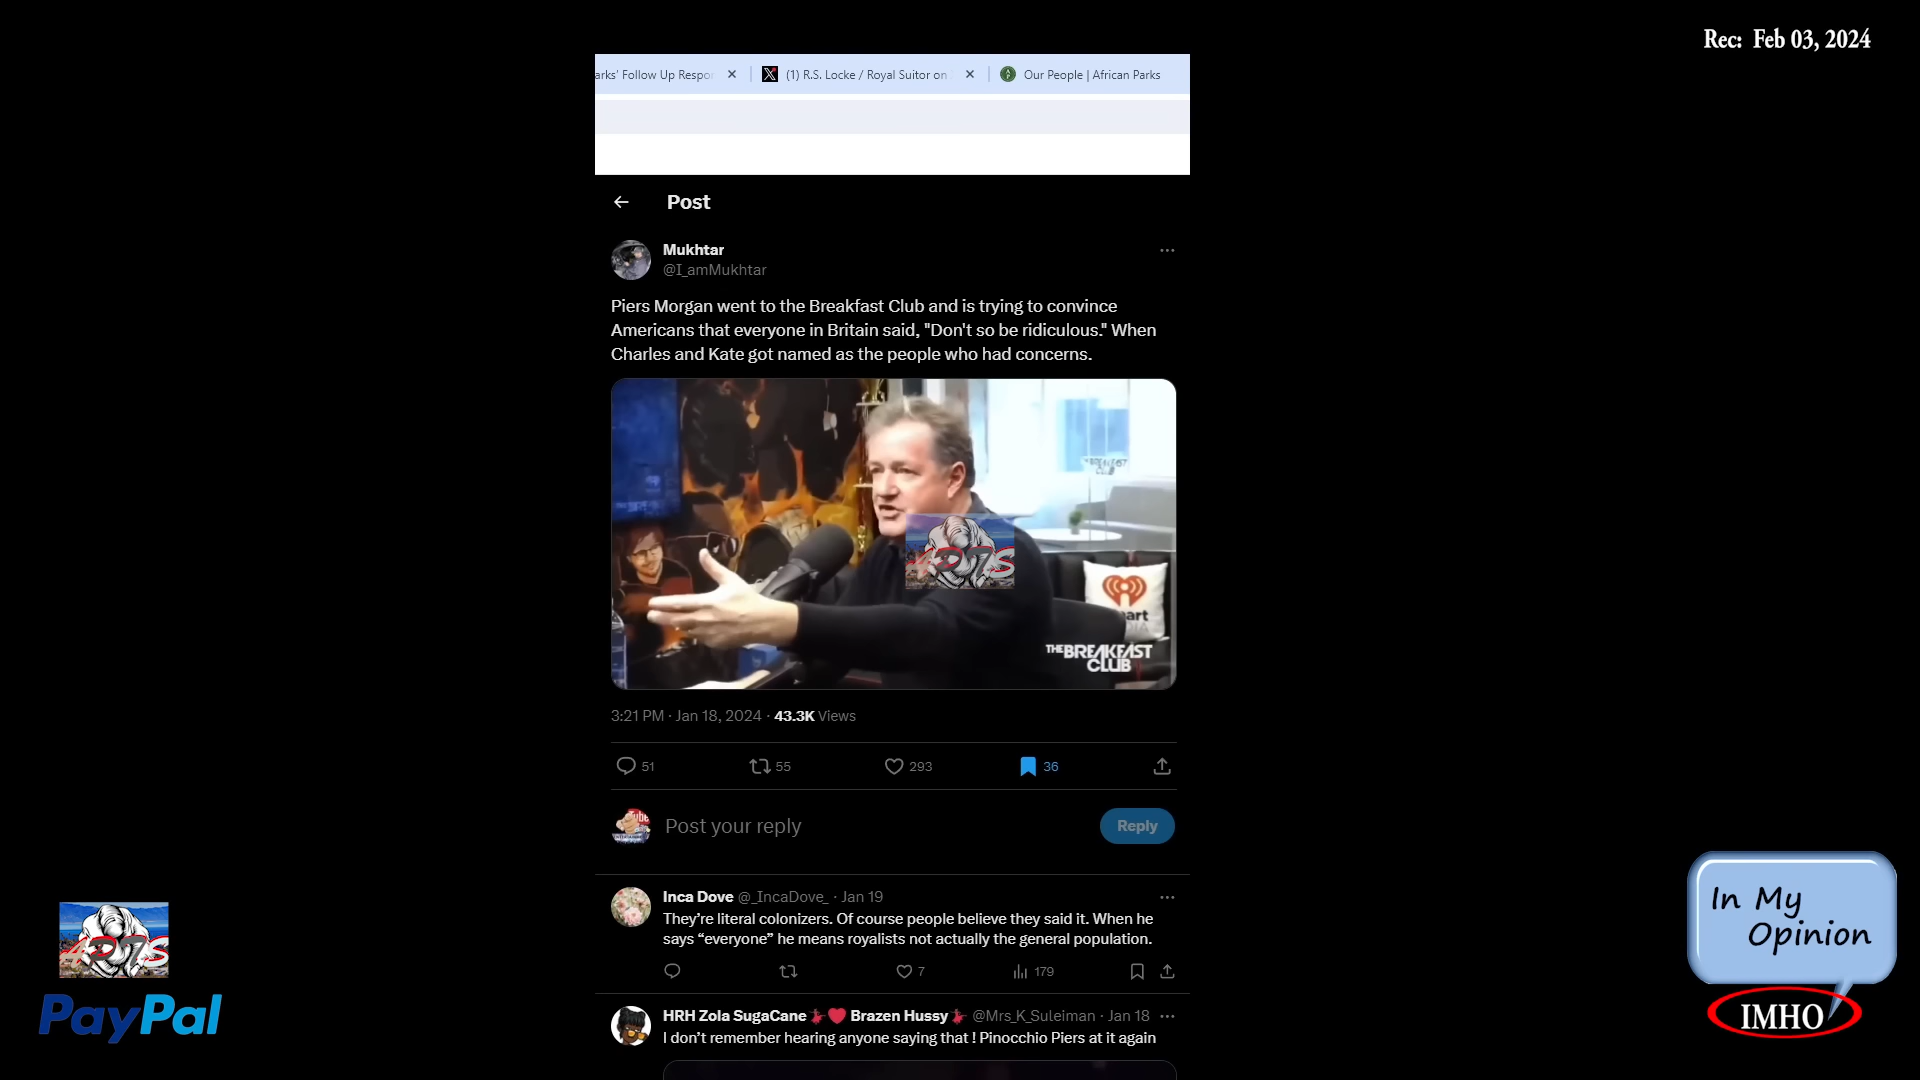 Rec: Feb 03, 2024
arks' Follow Up Respo
(1) R.S. Locke / Royal Suitor on
Our People | African Parks
Post
Mukhtar
@I_amMukhtar
Piers Morgan went to the Breakfast Club and is trying to convince
Americans that everyone in Britain said, "Don't so be ridiculous." When
Charles and Kate got named as the people who had concerns.
BREAKFAST
CLUB
art
THE BREAKFAST
CLUB
3:21 PM · Jan 18, 2024 · 43.3K Views
51 55 293 36
Post your reply
Reply
Inca Dove @_IncaDove_ · Jan 19
They're literal colonizers. Of course people believe they said it. When he
says “everyone” he means royalists not actually the general population.
7 179
HRH Zola SugaCane Brazen Hussy @Mrs_K_Suleiman · Jan 18
I don't remember hearing anyone saying that ! Pinocchio Piers at it again
PayPal
In My
Opinion
IMHO